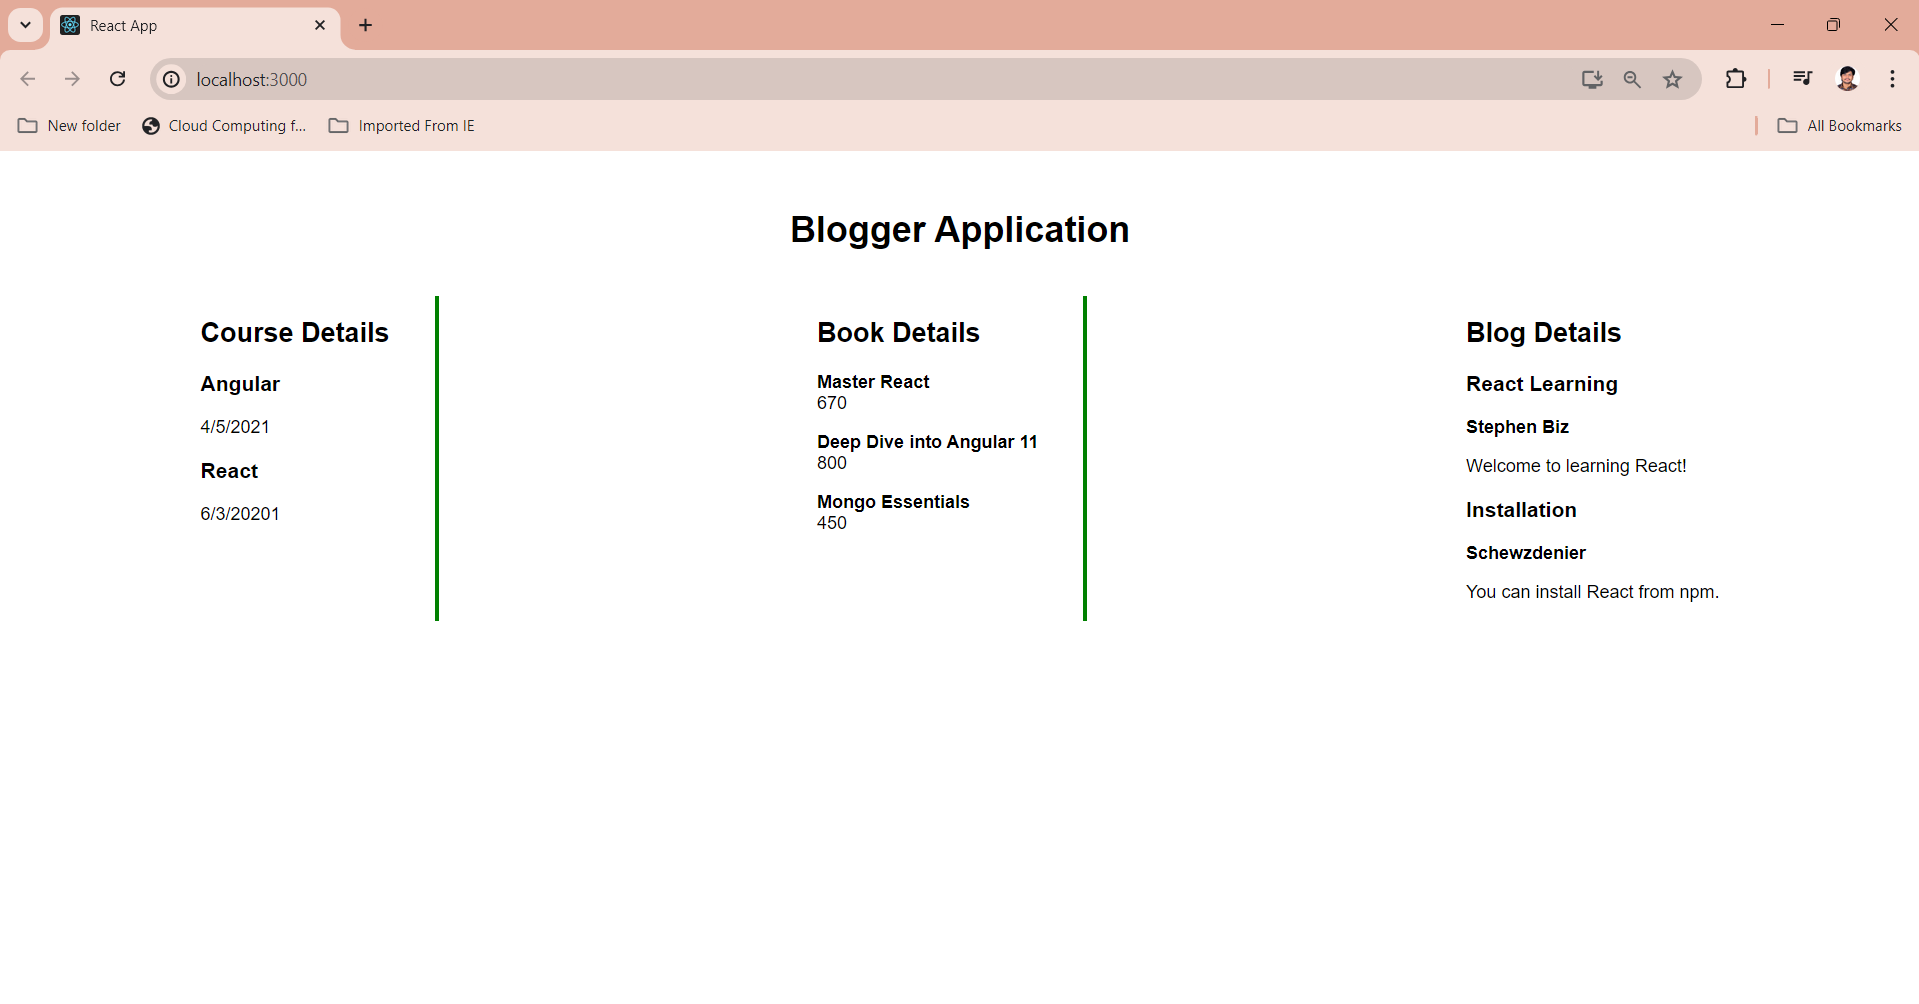 React App
localhost:3000
New folder
Cloud Computing f...
Imported From IE
All Bookmarks
Blogger Application
Course Details
Angular
4/5/2021
React
6/3/20201
Book Details
Master React
670
Deep Dive into Angular 11
800
Mongo Essentials
450
Blog Details
React Learning
Stephen Biz
Welcome to learning React!
Installation
Schewzdenier
You can install React from npm.